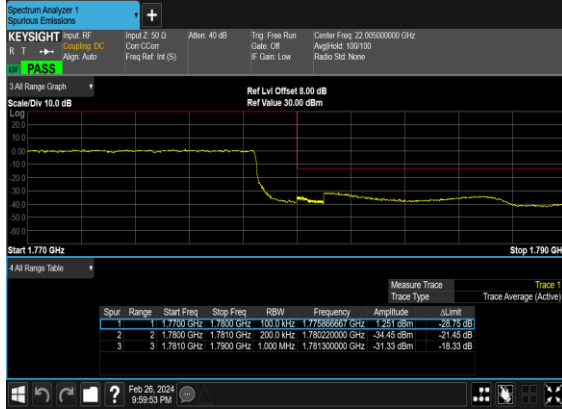 Spectrum Analyzer 1
Spurious Emissions
KEYSIGHT Input: RF Input Z: 50 Ω Atten: 40 dB Trig: Free Run Center Freq: 22.005000000 GHz
R T Coupling: DC Corr CCorr Gate: Off Avg|Hold: 100/100
Align: Auto Freq Ref: Int (S) IF Gain: Low Radio Std: None
PASS
3 All Range Graph
Ref Lvl Offset 8.00 dB
Scale/Div 10.0 dB Ref Value 30.00 dBm
Log
20.0
10.0
0.00
-10.0
-20.0
-30.0
-40.0
-50.0
-60.0
Start 1.770 GHz Stop 1.790 GH
4 All Range Table
Measure Trace Trace 1
Trace Type Trace Average (Active)
Spur Range Start Freq Stop Freq RBW Frequency Amplitude ΔLimit
1 1 1.7700 GHz 1.7800 GHz 100.0 kHz 1.775866667 GHz 1.251 dBm -28.75 dB
2 2 1.7800 GHz 1.7810 GHz 200.0 kHz 1.780220000 GHz -34.45 dBm -21.45 dB
3 3 1.7810 GHz 1.7900 GHz 1.000 MHz 1.781300000 GHz -31.33 dBm -18.33 dB
Feb 26, 2024
9:59:53 PM